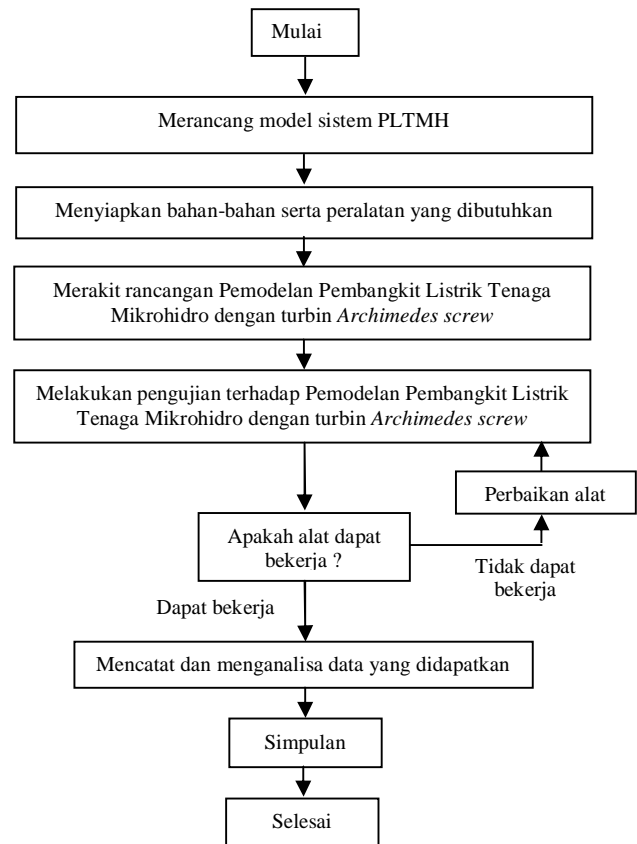 Mulai
Merancang model sistem PLTMH
Menyiapkan bahan-bahan serta peralatan yang dibutuhkan
Merakit rancangan Pemodelan Pembangkit Listrik Tenaga
Mikrohidro dengan turbin Archimedes screw
Melakukan pengujian terhadap Pemodelan Pembangkit Listrik
Tenaga Mikrohidro dengan turbin Archimedes screw
Perbaikan alat
Apakah alat dapat
bekerja ?
Tidak dapat
bekerja
Dapat bekerja
Mencatat dan menganalisa data yang didapatkan
Simpulan
Selesai